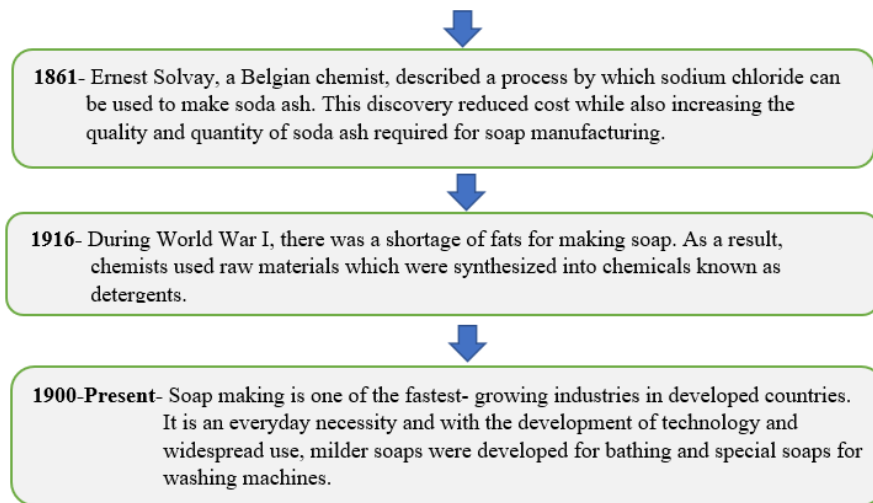 1861- Ernest Solvay, a Belgian chemist, described a process by which sodium chloride can
be used to make soda ash. This discovery reduced cost while also increasing the
quality and quantity of soda ash required for soap manufacturing.
1916- During World War I, there was a shortage of fats for making soap. As a result,
chemists used raw materials which were synthesized into chemicals known as
detergents.
1900-Present- Soap making is one of the fastest- growing industries in developed countries.
It is an everyday necessity and with the development of technology and
widespread use, milder soaps were developed for bathing and special soaps for
washing machines.